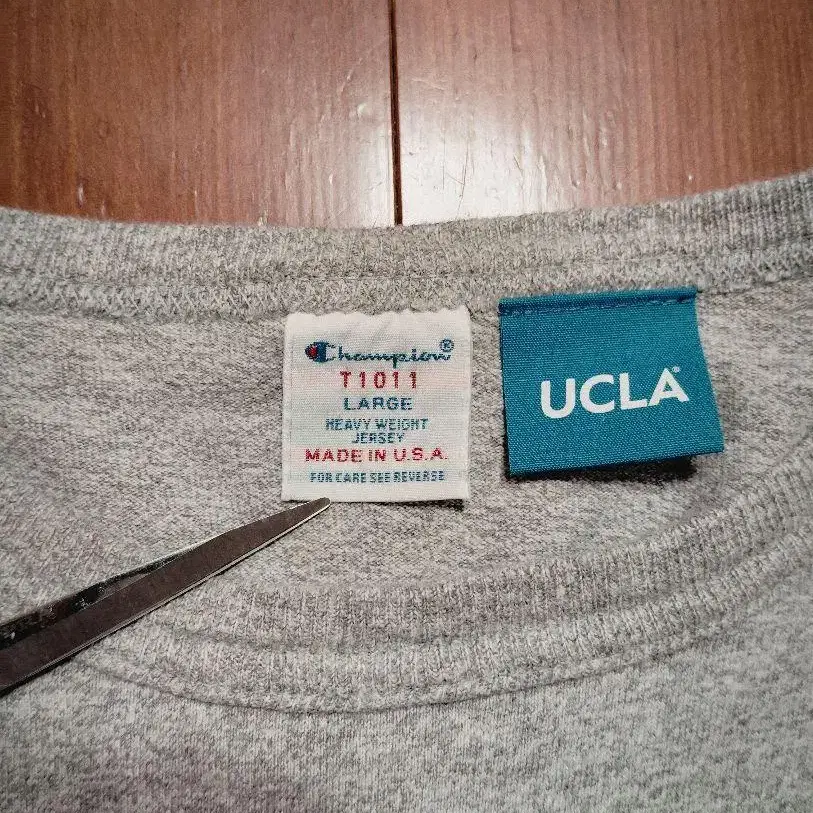 Champion®
T1011
LARGE
HEAVY WEIGHT
JERSEY
MADE IN U.S.A.
FOR CARE SEE REVERSE
UCLA®